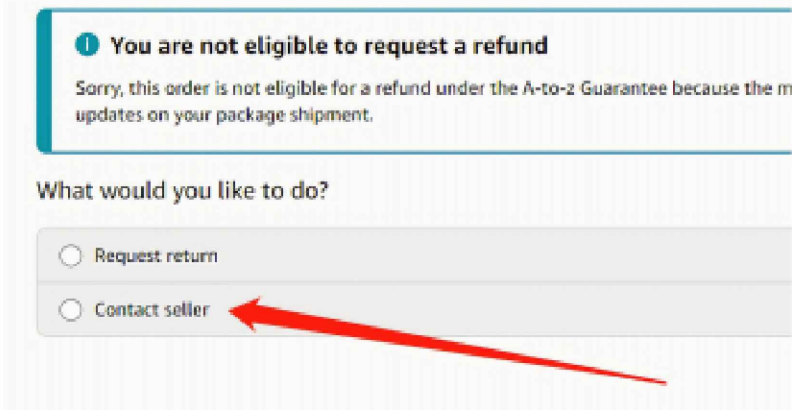 You are not eligible to request a refund
Sorry, this order is not eligible for a refund under the A-to-z Guarantee because the
updates on your package shipment.
What would you like to do?
Request return
Contact seller